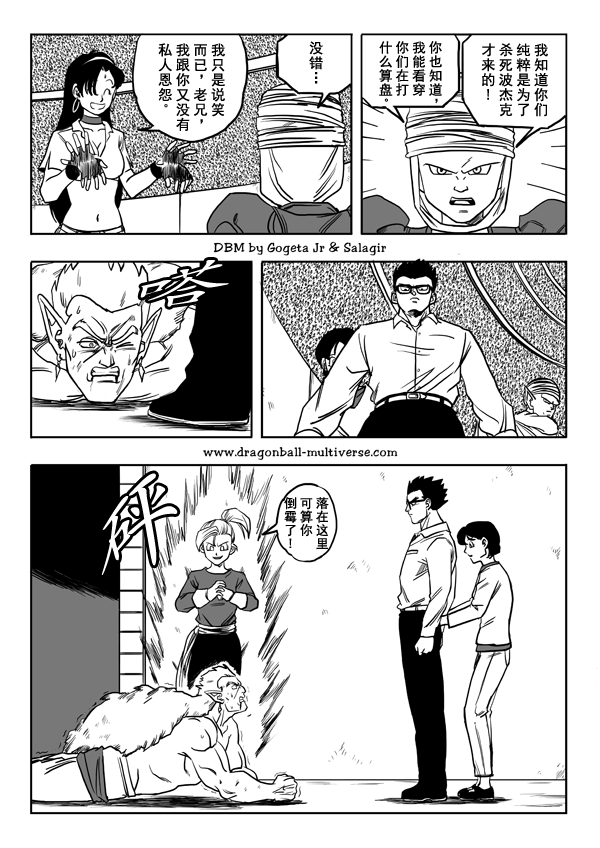 我知道你们
纯粹是为了
杀死波杰克
才来的！
你也知道，
我能看穿
你们在打
什么算盘。
没错…
我只是说笑
而已，老兄，
我跟你又没有
私人恩怨。
DBM by Gogeta Jr & Salagir
嗒
www.dragonball-multiverse.com
砰
落在这里
可算你
倒霉了！